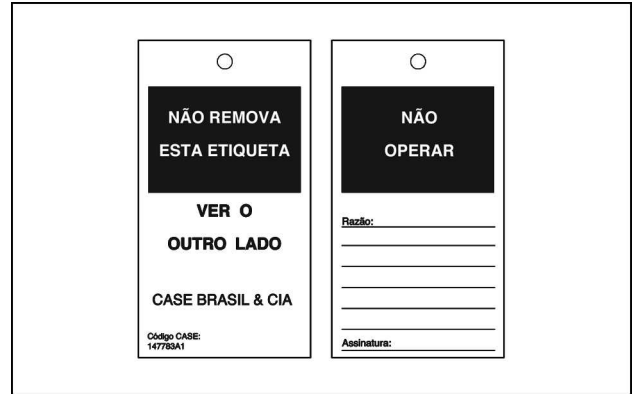 NÃO REMOVA
ESTA ETIQUETA
VER O
OUTRO LADO
CASE BRASIL & CIA
Código CASE:
147783A1
NÃO
OPERAR
Razão:
Assinatura: